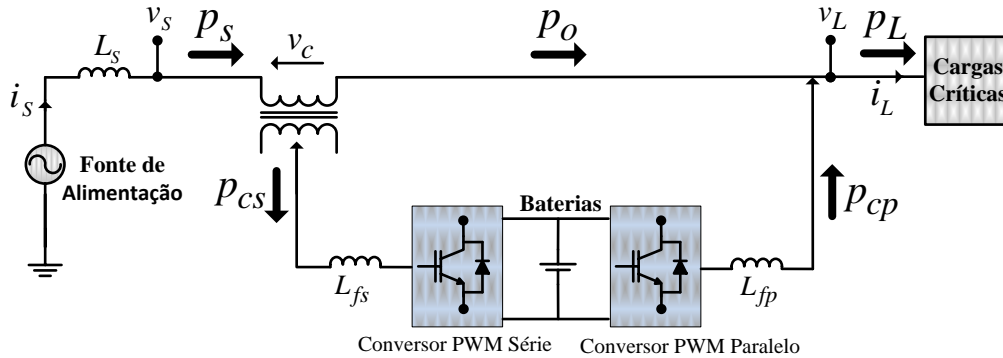 v_S
p_s
L_s
v_c
p_o
v_L
p_L
i_S
i_L
Cargas
Críticas
Fonte de
Alimentação
p_cs
p_cp
Baterias
L_fs
L_fp
Conversor PWM Série
Conversor PWM Paralelo